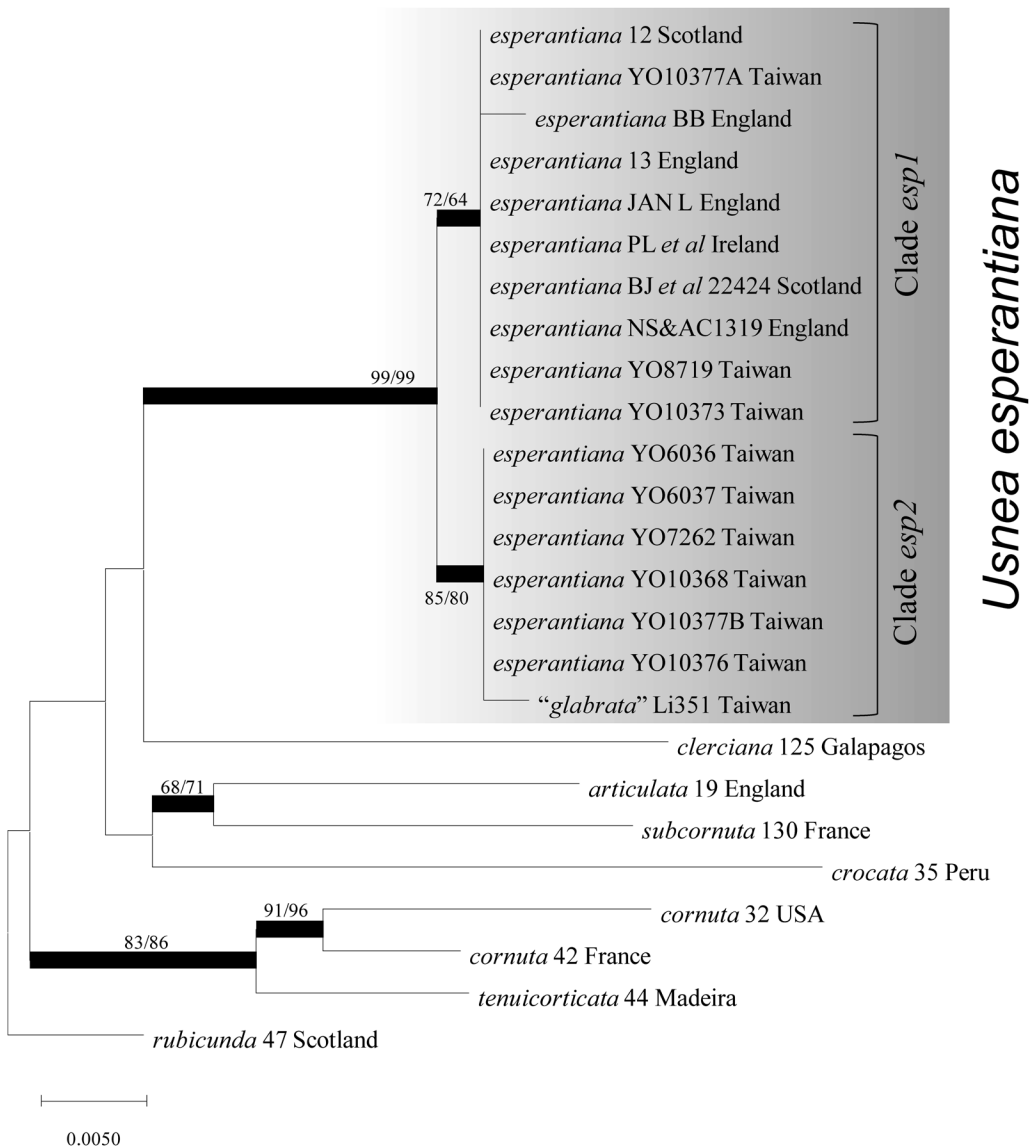 esperantiana 12 Scotland
esperantiana YO10377A Taiwan
esperantiana BB England
esperantiana 13 England
72/64
esperantiana JAN L England
esperantiana PL et al Ireland
esperantiana BJ et al 22424 Scotland
esperantiana NS&AC1319 England
esperantiana YO8719 Taiwan
99/99
esperantiana YO10373 Taiwan
Clade esp1
esperantiana YO6036 Taiwan
esperantiana YO6037 Taiwan
esperantiana YO7262 Taiwan
esperantiana YO10368 Taiwan
85/80
esperantiana YO10377B Taiwan
esperantiana YO10376 Taiwan
“glabrata” Li351 Taiwan
Clade esp2
Usnea esperantiana
clerciana 125 Galapagos
68/71
articulata 19 England
subcornuta 130 France
crocata 35 Peru
91/96
cornuta 32 USA
83/86
cornuta 42 France
tenuicorticata 44 Madeira
rubicunda 47 Scotland
0.0050